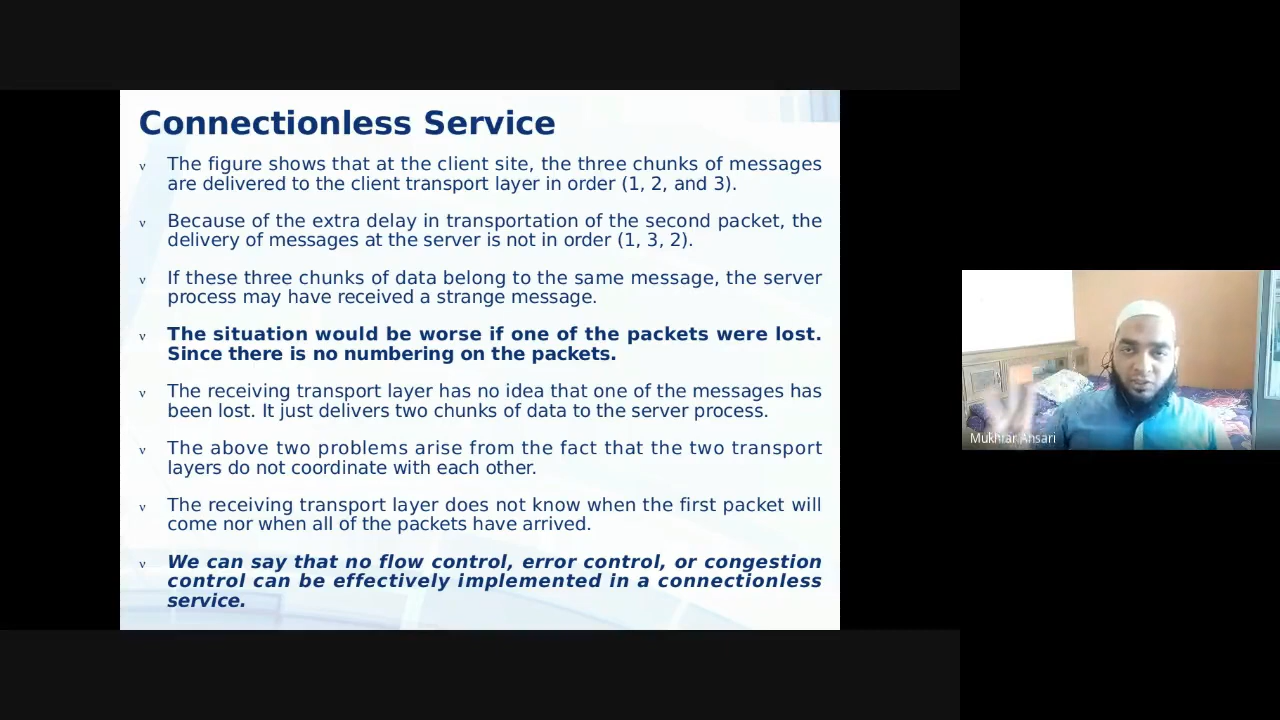 Connectionless Service
ν The figure shows that at the client site, the three chunks of messages
are delivered to the client transport layer in order (1, 2, and 3).
ν Because of the extra delay in transportation of the second packet, the
delivery of messages at the server is not in order (1, 3, 2).
ν If these three chunks of data belong to the same message, the server
process may have received a strange message.
ν The situation would be worse if one of the packets were lost.
Since there is no numbering on the packets.
ν The receiving transport layer has no idea that one of the messages has
been lost. It just delivers two chunks of data to the server process.
ν The above two problems arise from the fact that the two transport
layers do not coordinate with each other.
ν The receiving transport layer does not know when the first packet will
come nor when all of the packets have arrived.
ν We can say that no flow control, error control, or congestion
control can be effectively implemented in a connectionless
service.
Mukhrar Ansari